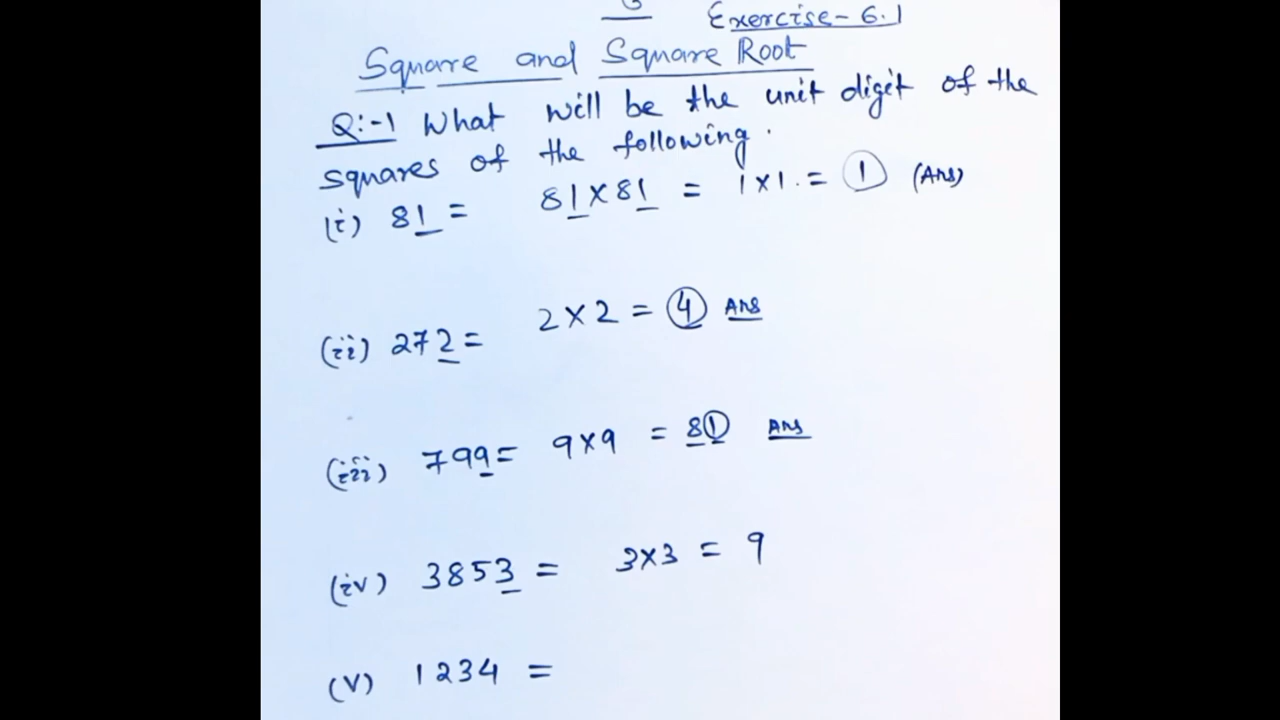 Exercise-6.1
Square and Square Root
Q:-1 What will be the unit digit of the
squares of the following.
(i) 81 = 81×81 = 1×1. = 1 (Ans)
(ii) 272 = 2×2 = 4 Ans
(iii) 799 = 9×9 = 81 Ans
(iv) 3853 = 3×3 = 9
(V) 1234 =